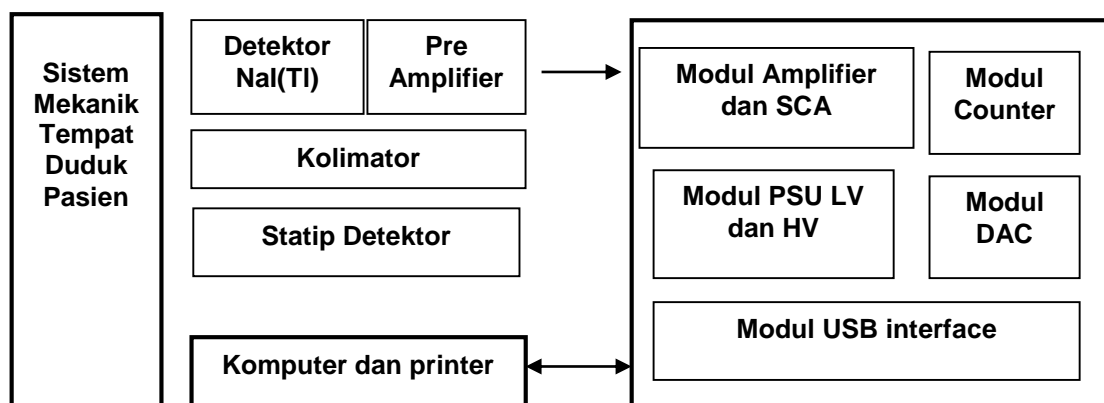 Sistem
Mekanik
Tempat
Duduk
Pasien
Detektor
NaI(Tl)
Pre
Amplifier
Kolimator
Statip Detektor
Komputer dan printer
Modul Amplifier
dan SCA
Modul
Counter
Modul PSU LV
dan HV
Modul
DAC
Modul USB interface